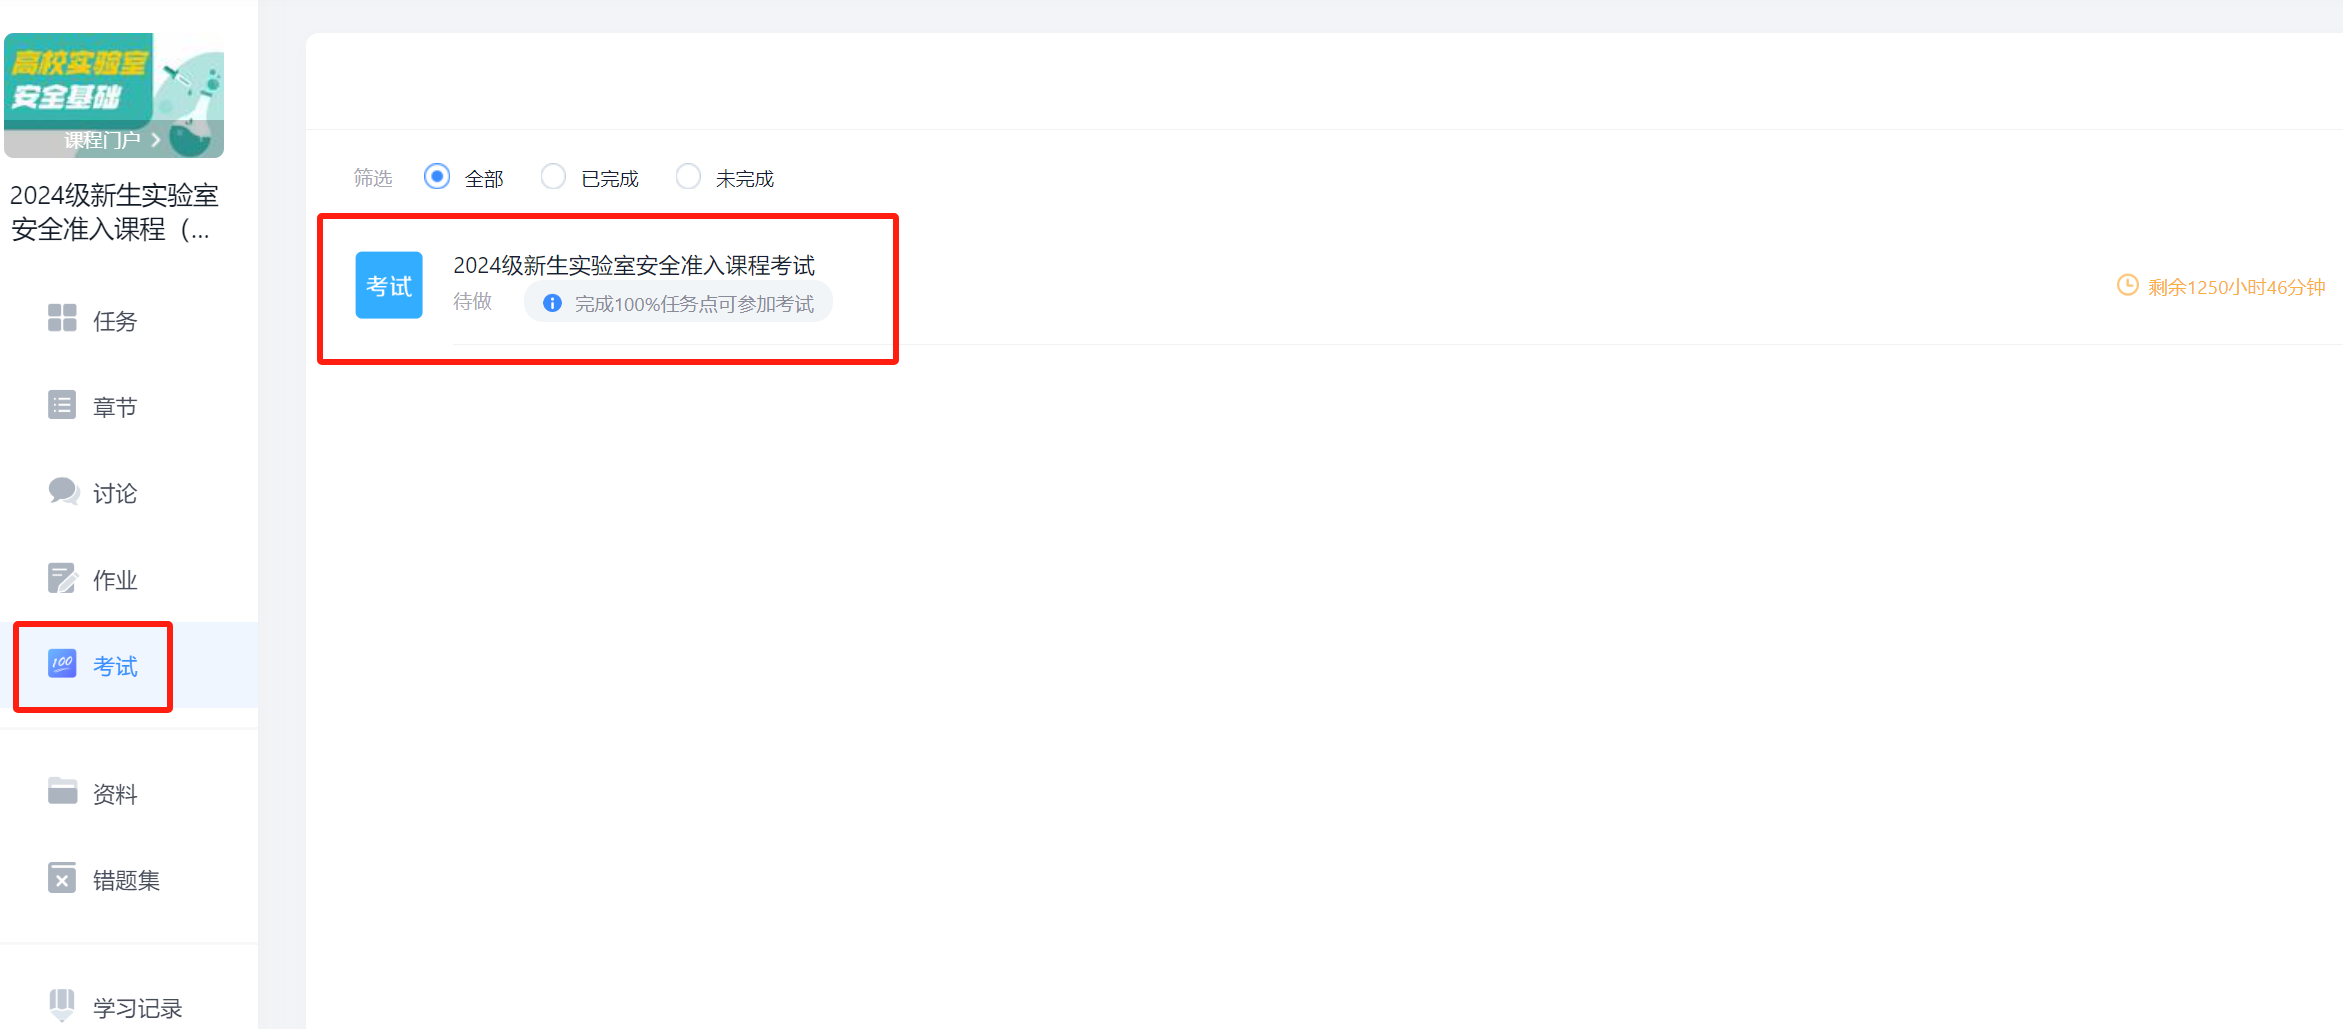 高校实验室
安全基础
课程门户
2024级新生实验室
安全准入课程（...
任务
章节
讨论
作业
100
考试
资料
错题集
学习记录
筛选 全部 已完成 未完成
考试
2024级新生实验室安全准入课程考试
待做 完成100%任务点可参加考试
剩余1250小时46分钟